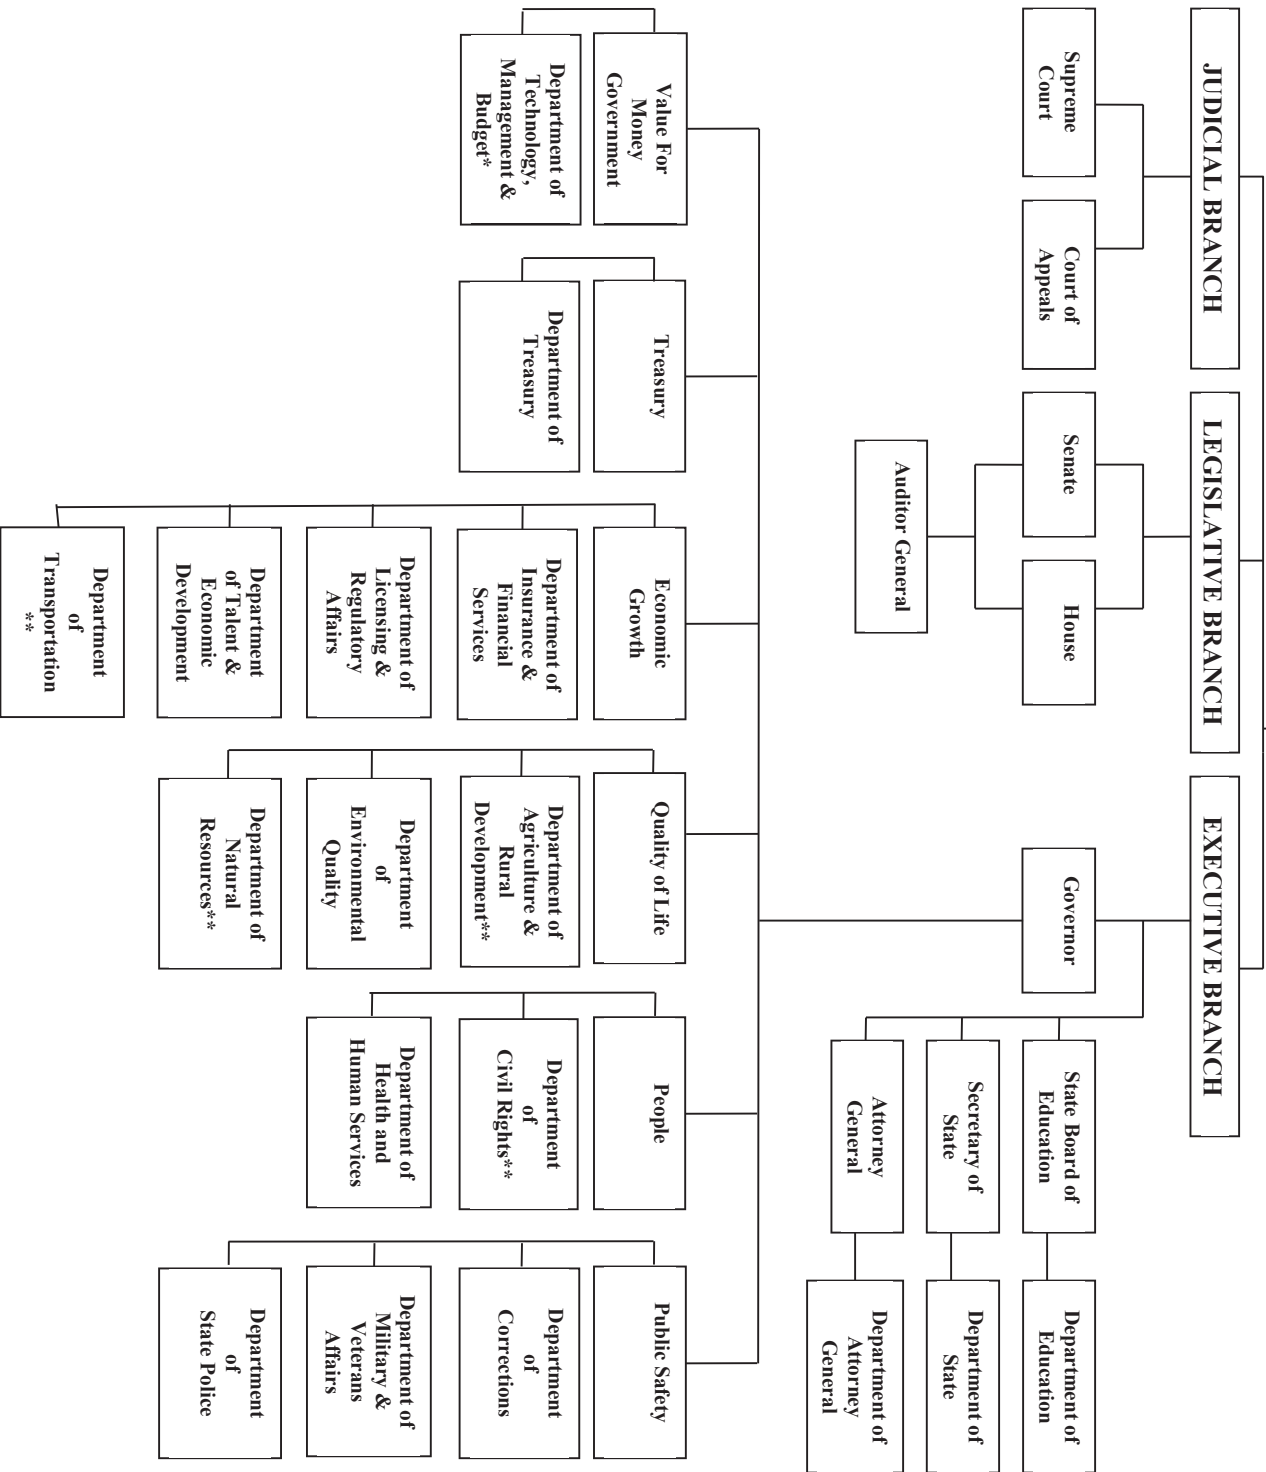 JUDICIAL BRANCH
LEGISLATIVE BRANCH
EXECUTIVE BRANCH
Supreme
Court
Court of
Appeals
Senate
House
Governor
State Board of
Education
Department of
Education
Secretary of
State
Department of
State
Attorney
General
Department of
Attorney
General
Auditor General
Value For
Money
Government
Treasury
Economic
Growth
Quality of Life
People
Public Safety
Department of
Technology,
Management &
Budget*
Department of
Treasury
Department of
Insurance &
Financial
Services
Department of
Agriculture &
Rural
Development**
Department
of
Civil Rights**
Department
of
Corrections
Department of
Licensing &
Regulatory
Affairs
Department
of
Environmental
Quality
Department of
Health and
Human Services
Department of
Military &
Veterans
Affairs
Department
of Talent &
Economic
Development
Department of
Natural
Resources**
Department
of
State Police
Department
of
Transportation
**